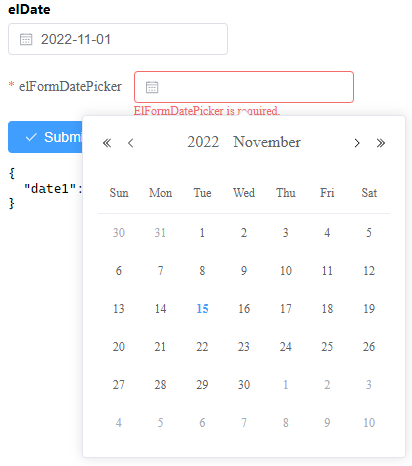 elDate
2022-11-01
* elFormDatePicker
ElFormDatePicker is required.
Submi
{
"date1":
}
2022 November
Sun Mon Tue Wed Thu Fri Sat
30 31 1 2 3 4 5
6 7 8 9 10 11 12
13 14 15 16 17 18 19
20 21 22 23 24 25 26
27 28 29 30 1 2 3
4 5 6 7 8 9 10